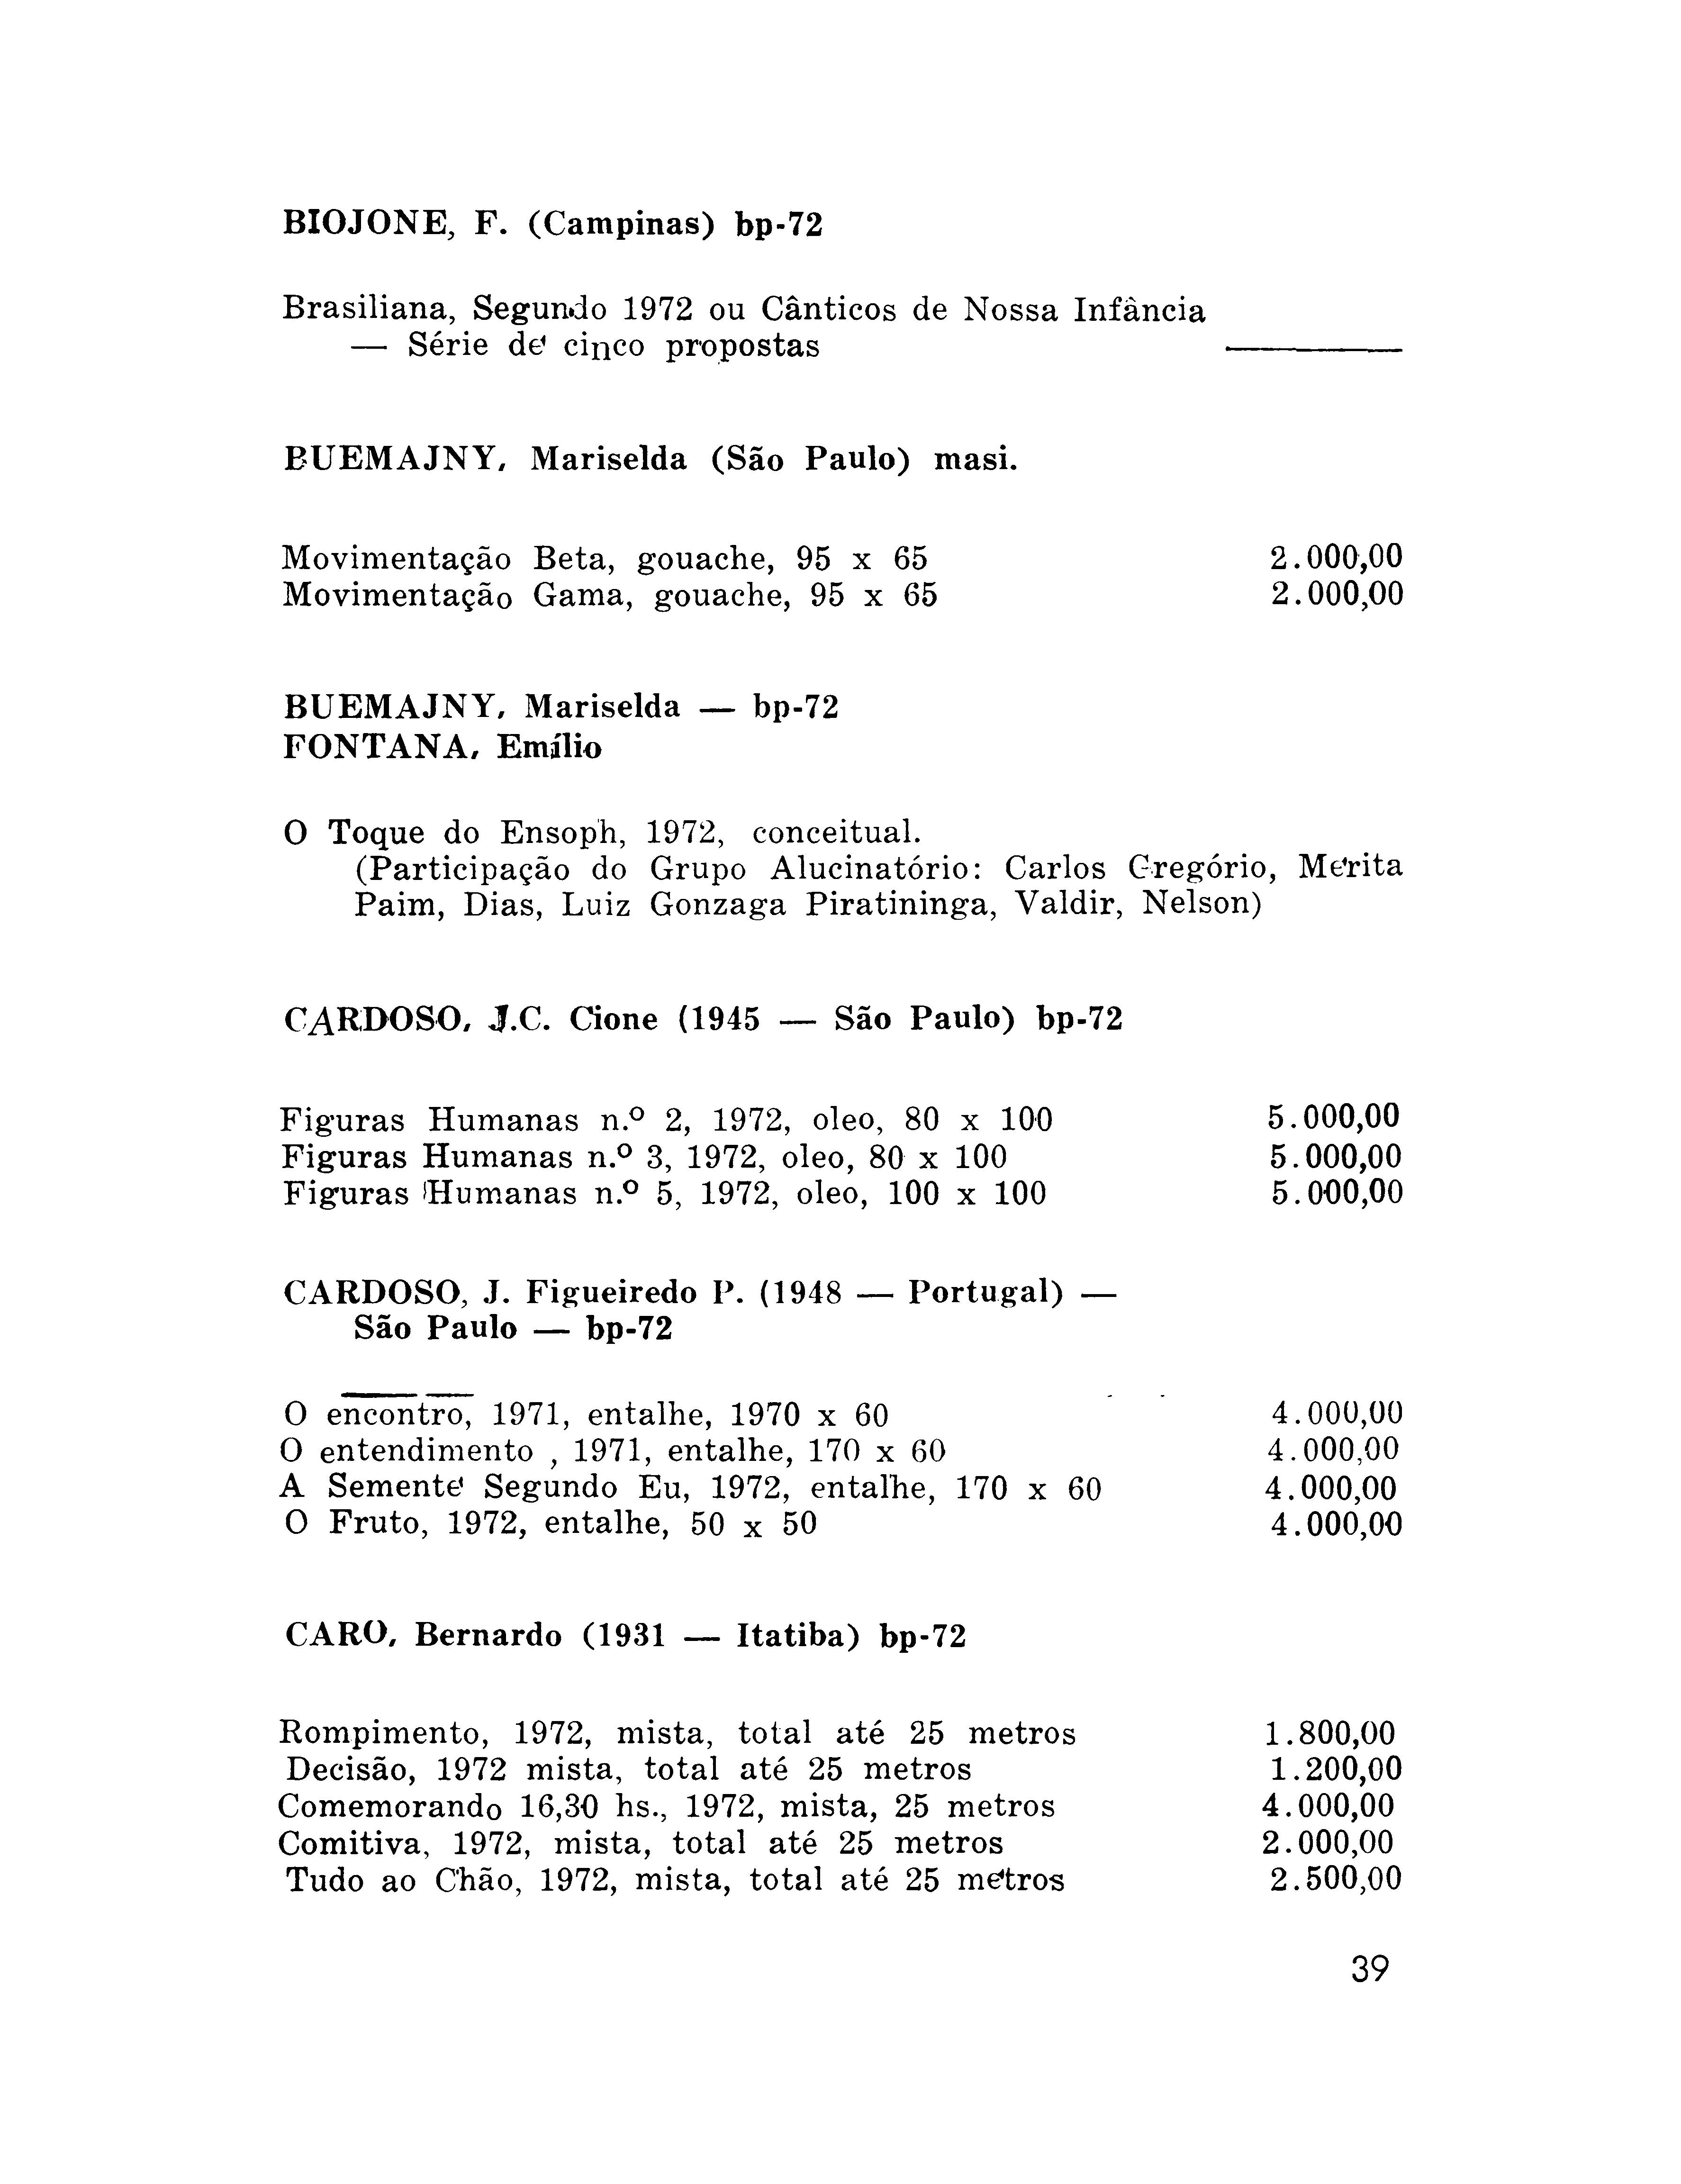 BIOJONE, F. (Campinas) bp-72
Brasiliana, Segundo 1972 ou Cânticos de Nossa Infância
— Série de cinco propostas
BUEMAJNY, Mariselda (São Paulo) masi.
Movimentação Beta, gouache, 95 x 65 2.000,00
Movimentação Gama, gouache, 95 x 65 2.000,00
BUEMAJNY, Mariselda — bp-72
FONTANA, Emílio
O Toque do Ensoph, 1972, conceitual.
(Participação do Grupo Alucinatório: Carlos Gregório, Merita
Paim, Dias, Luiz Gonzaga Piratininga, Valdir, Nelson)
CARDOSO, J.C. Cione (1945 — São Paulo) bp-72
Figuras Humanas n.º 2, 1972, oleo, 80 x 100 5.000,00
Figuras Humanas n.º 3, 1972, oleo, 80 x 100 5.000,00
Figuras Humanas n.º 5, 1972, oleo, 100 x 100 5.000,00
CARDOSO, J. Figueiredo P. (1948 — Portugal) —
São Paulo — bp-72
O encontro, 1971, entalhe, 1970 x 60 4.000,00
O entendimento , 1971, entalhe, 170 x 60 4.000,00
A Semente Segundo Eu, 1972, entalhe, 170 x 60 4.000,00
O Fruto, 1972, entalhe, 50 x 50 4.000,00
CARO, Bernardo (1931 — Itatiba) bp-72
Rompimento, 1972, mista, total até 25 metros 1.800,00
Decisão, 1972 mista, total até 25 metros 1.200,00
Comemorando 16,30 hs., 1972, mista, 25 metros 4.000,00
Comitiva, 1972, mista, total até 25 metros 2.000,00
Tudo ao Chão, 1972, mista, total até 25 metros 2.500,00
39